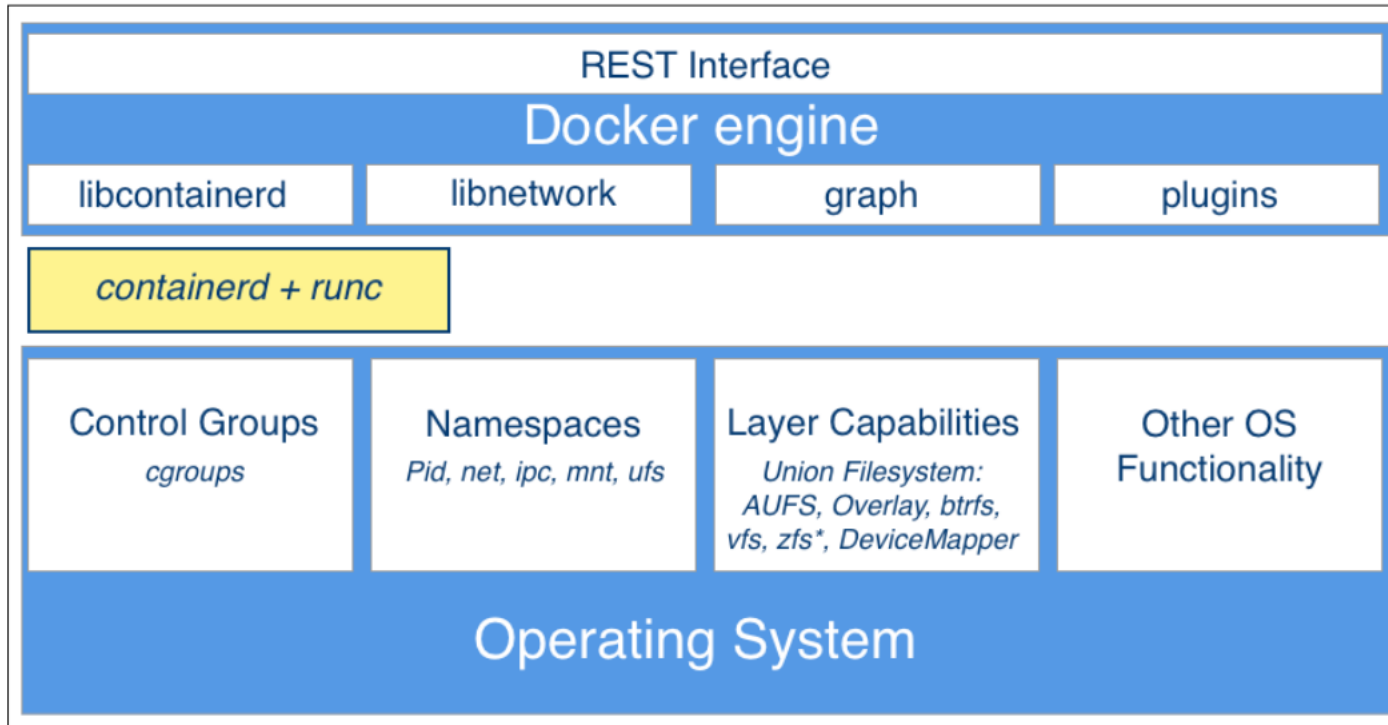 REST Interface
Docker engine
libcontainerd
libnetwork
graph
plugins
containerd + runc
Control Groups
cgroups
Namespaces
Pid, net, ipc, mnt, ufs
Layer Capabilities
Union Filesystem:
AUFS, Overlay, btrfs,
vfs, zfs*, DeviceMapper
Other OS
Functionality
Operating System